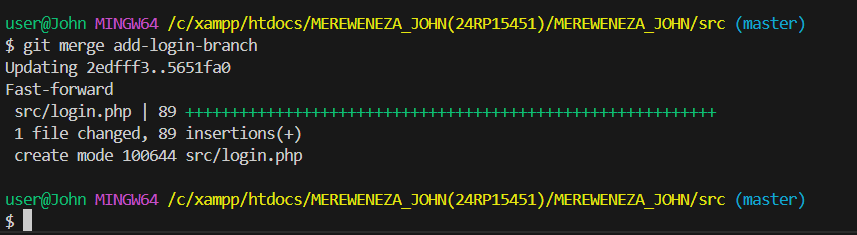 user@John MINGW64 /c/xampp/htdocs/MEREWENEZA_JOHN(24RP15451)/MEREWENEZA_JOHN/src (master)
$ git merge add-login-branch
Updating 2edfff3..5651fa0
Fast-forward
 src/login.php | 89 +++++++++++++++++++++++++++++++++++++++++++++++++++++++++++
 1 file changed, 89 insertions(+)
 create mode 100644 src/login.php
user@John MINGW64 /c/xampp/htdocs/MEREWENEZA_JOHN(24RP15451)/MEREWENEZA_JOHN/src (master)
$